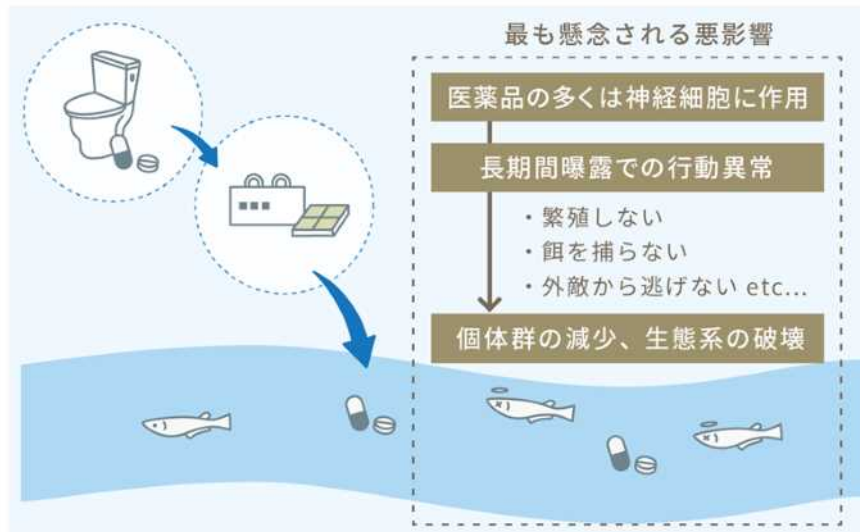 最も懸念される悪影響
医薬品の多くは神経細胞に作用
長期間曝露での行動異常
・繁殖しない
・餌を捕らない
・外敵から逃げない etc...
個体群の減少、生態系の破壊